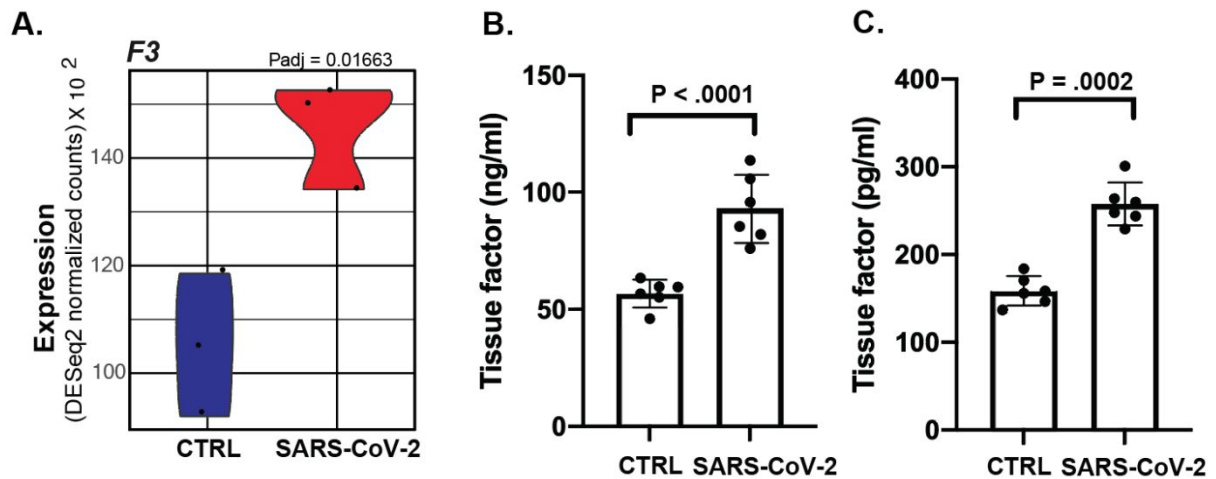 A.
F3
Padj = 0.01663
Expression
(DESeq2 normalized counts) X 10 2
140
120
100
CTRL
SARS-CoV-2
B.
P < .0001
Tissue factor (ng/ml)
150
100
50
0
CTRL
SARS-CoV-2
C.
P = .0002
Tissue factor (pg/ml)
400
300
200
100
0
CTRL
SARS-CoV-2